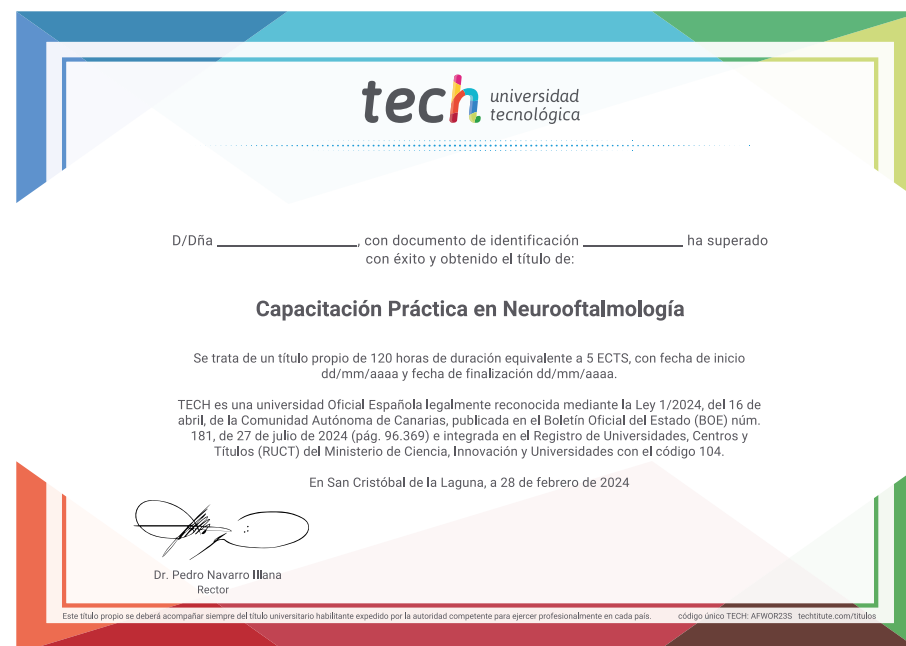 tech universidad
tecnológica
D/Dña ____________________, con documento de identificación ______________ ha superado
con éxito y obtenido el título de:
Capacitación Práctica en Neurooftalmología
Se trata de un título propio de 120 horas de duración equivalente a 5 ECTS, con fecha de inicio
dd/mm/aaaa y fecha de finalización dd/mm/aaaa.
TECH es una universidad Oficial Española legalmente reconocida mediante la Ley 1/2024, del 16 de
abril, de la Comunidad Autónoma de Canarias, publicada en el Boletín Oficial del Estado (BOE) núm.
181, de 27 de julio de 2024 (pág. 96.369) e integrada en el Registro de Universidades, Centros y
Títulos (RUCT) del Ministerio de Ciencia, Innovación y Universidades con el código 104.
En San Cristóbal de la Laguna, a 28 de febrero de 2024
Dr. Pedro Navarro Illana
Rector
Este título propio se deberá acompañar siempre del título universitario habilitante expedido por la autoridad competente para ejercer profesionalmente en cada país. código único TECH: AFWOR23S techtitute.com/titulos